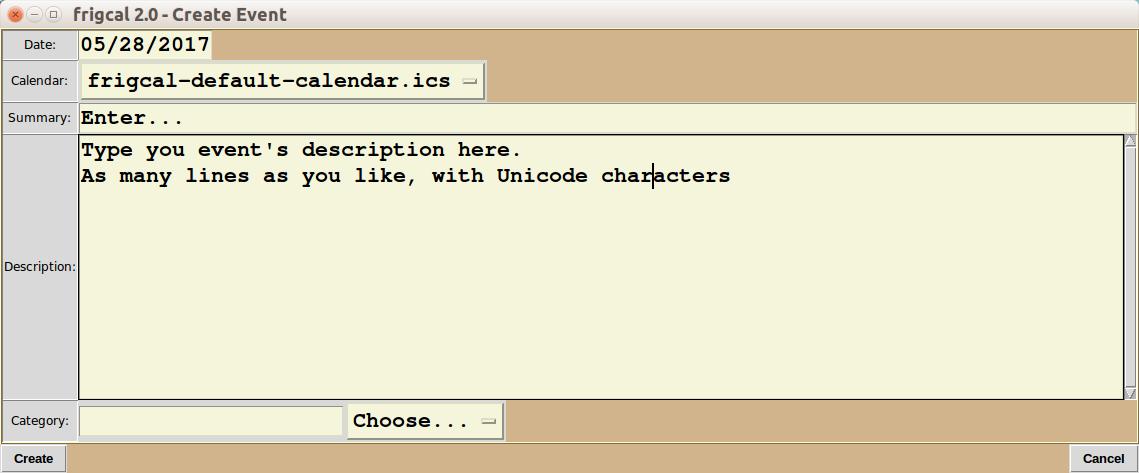 frigcal 2.0 - Create Event
Date: 05/28/2017
Calendar: frigcal-default-calendar.ics
Summary: Enter...
Type you event's description here.
As many lines as you like, with Unicode characters
Description:
Category: Choose...
Create Cancel